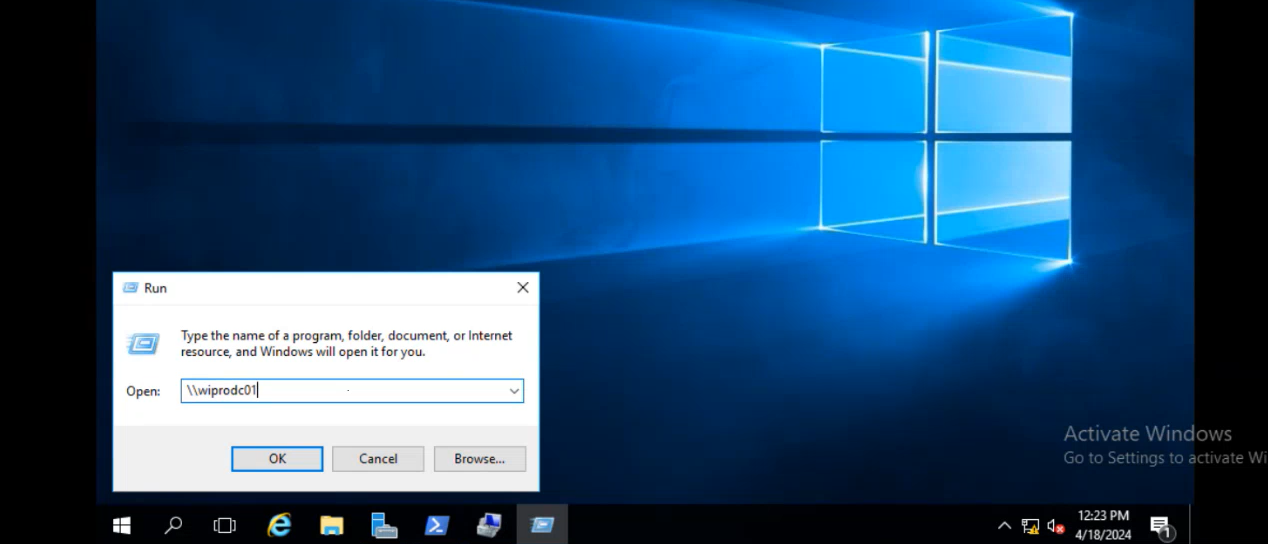 Run
Type the name of a program, folder, document, or Internet
resource, and Windows will open it for you.
Open:
\\wiprodc01
OK
Cancel
Browse...
Activate Windows
Go to Settings to activate Wi
12:23 PM
4/18/2024
1